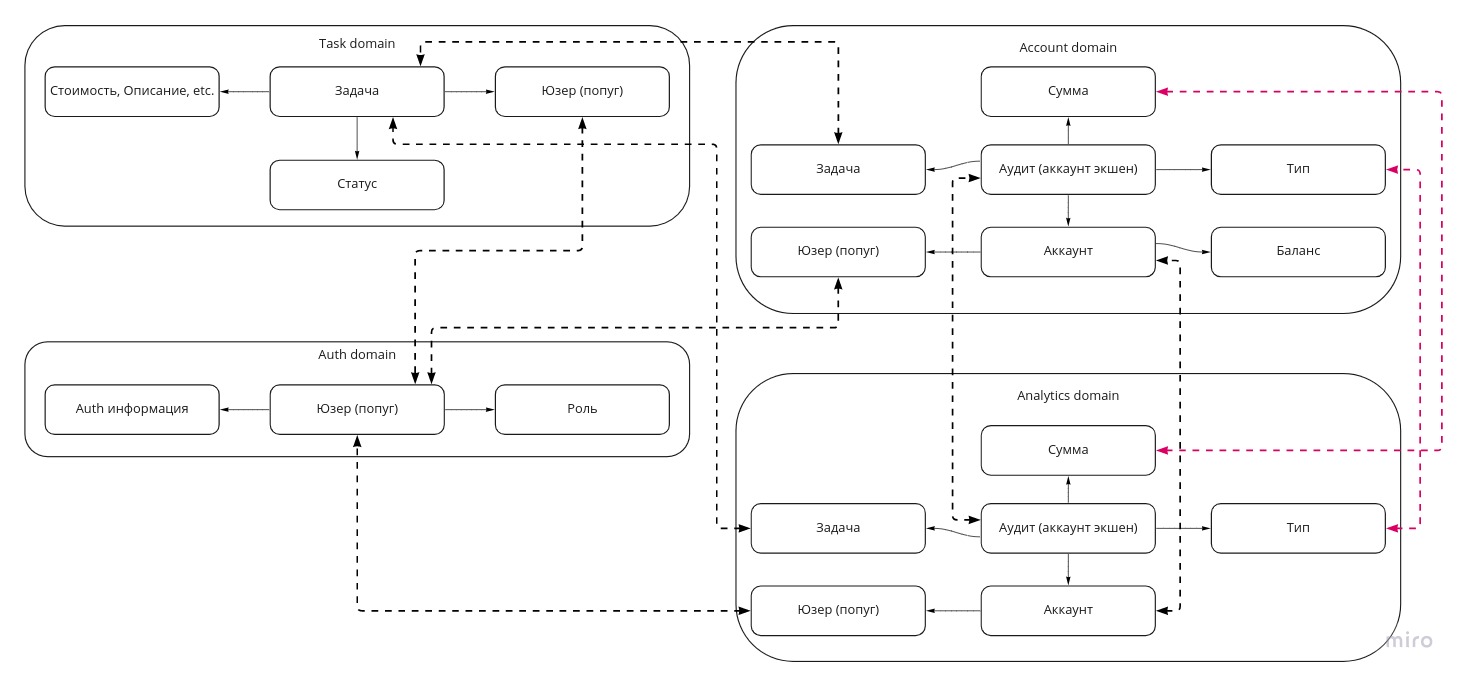 Task domain
Стоимость, Описание, etc.
Задача
Юзер (попуг)
Статус
Account domain
Сумма
Задача
Аудит (аккаунт экшен)
Тип
Юзер (попуг)
Аккаунт
Баланс
Auth domain
Auth информация
Юзер (попуг)
Роль
Analytics domain
Сумма
Задача
Аудит (аккаунт экшен)
Тип
Юзер (попуг)
Аккаунт
miro